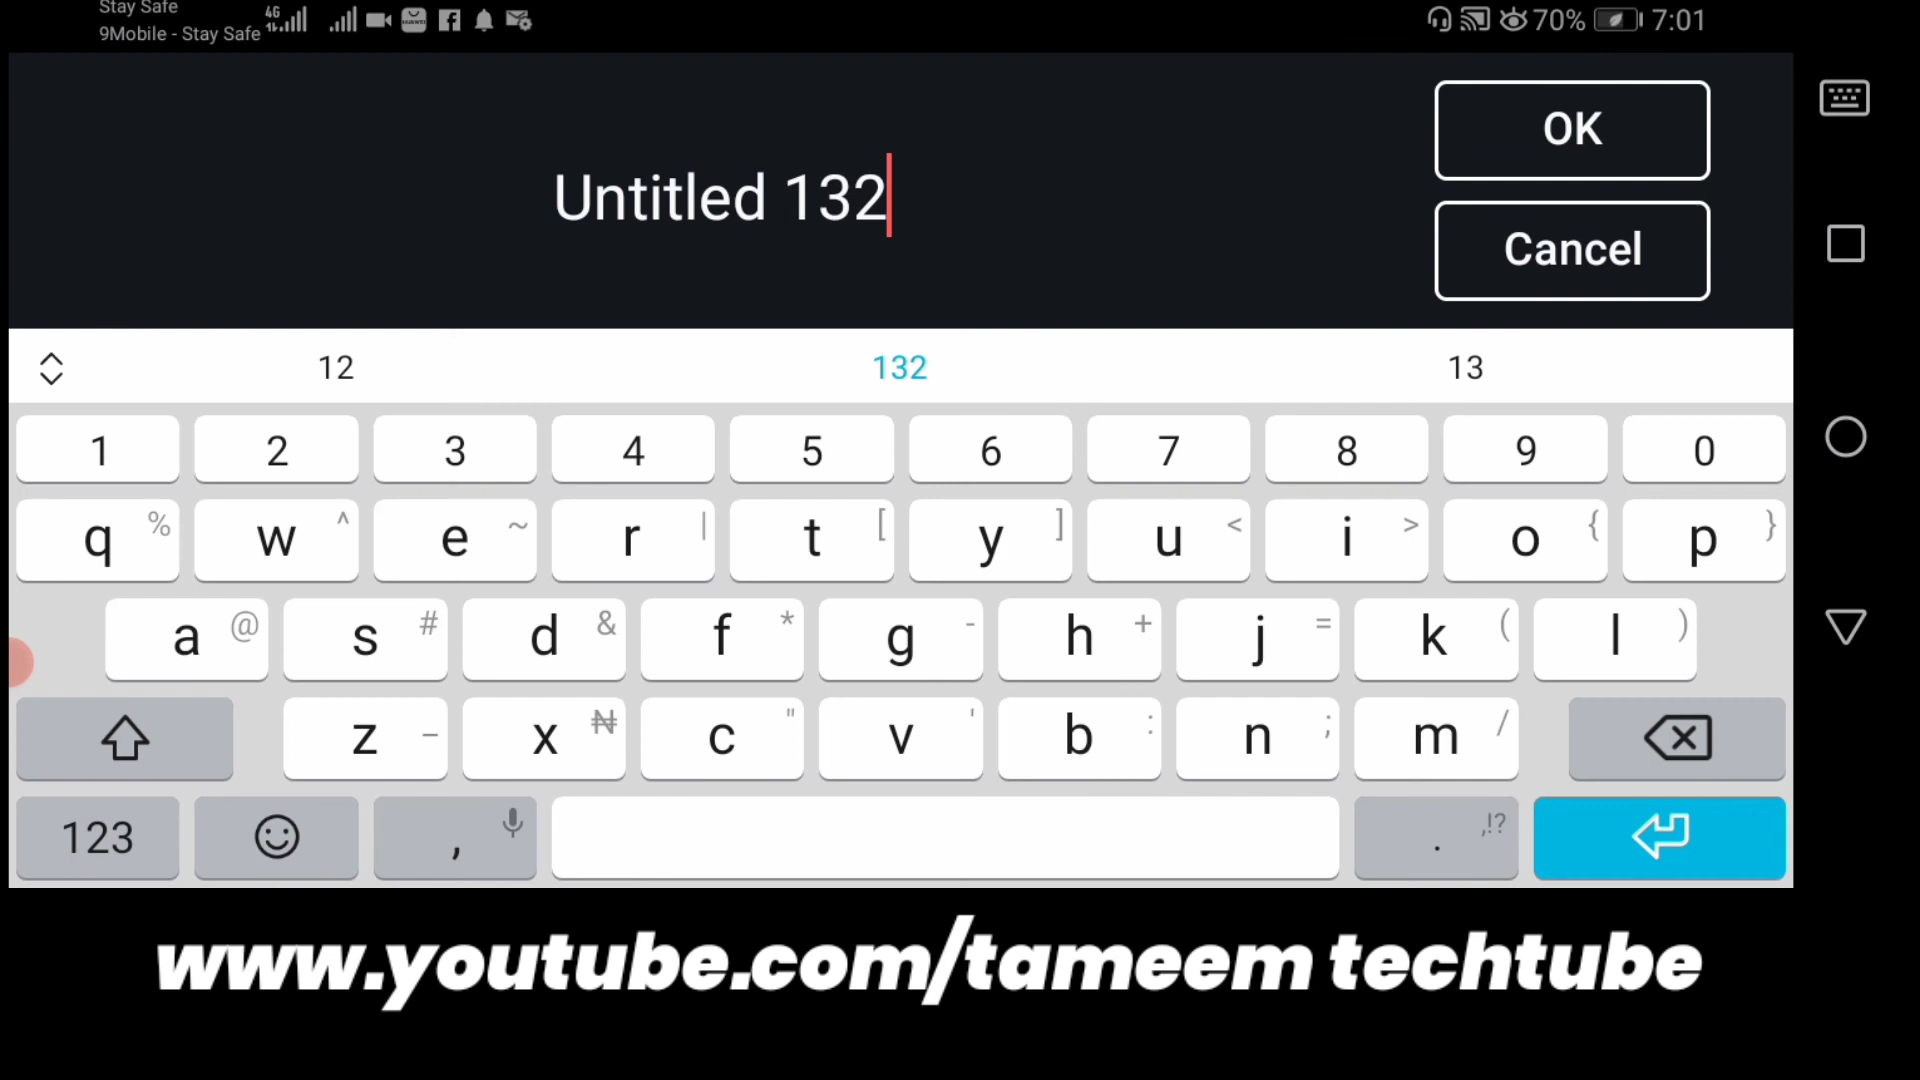 Stay Safe
9Mobile - Stay Safe 4G 70% 7:01
OK
Untitled 132
Cancel
12 132 13
1 2 3 4 5 6 7 8 9 0
q % w ^ e ~ r | t [ y ] u < i > o { p }
a @ s # d & f * g - h + j = k ( l )
z _ x ₦ c " v ' b : n ; m /
123 , . ,!?
www.youtube.com/tameem techtube